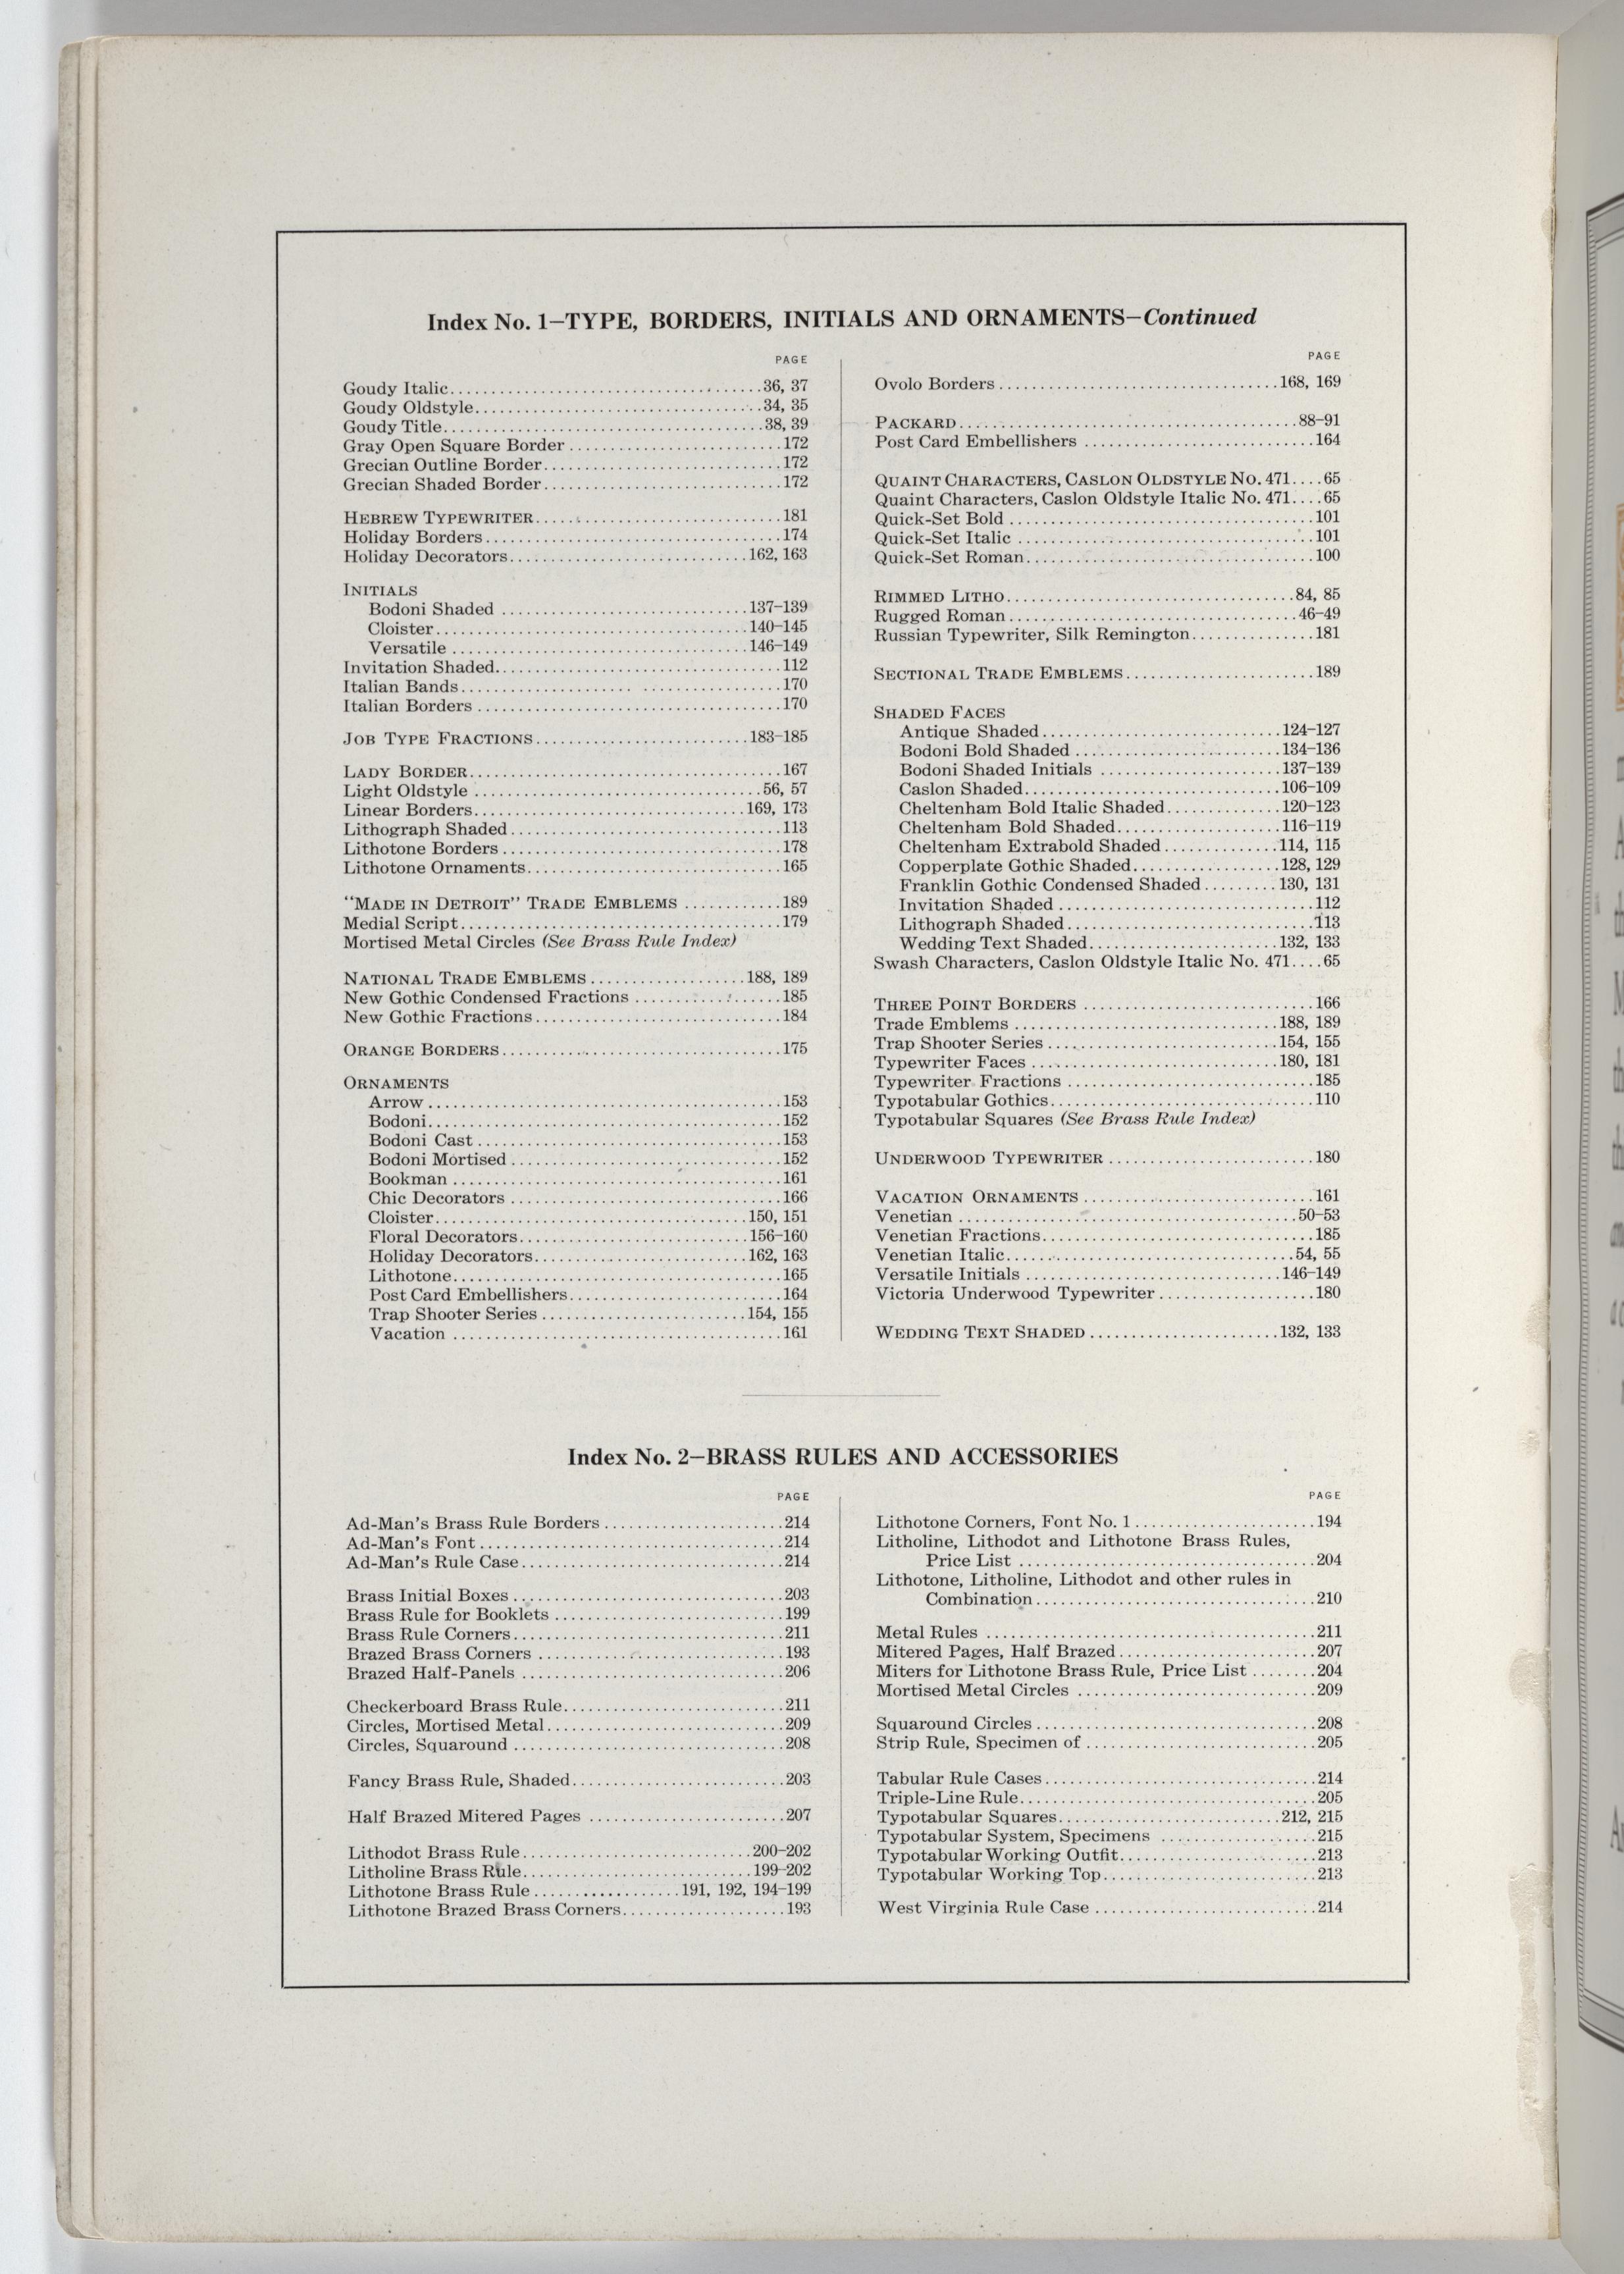 Index No. 1—TYPE, BORDERS, INITIALS AND ORNAMENTS—Continued
PAGE
Goudy Italic 36, 37
Goudy Oldstyle 34, 35
Goudy Title 38, 39
Gray Open Square Border 172
Grecian Outline Border 172
Grecian Shaded Border 172
HEBREW TYPEWRITER 181
Holiday Borders 174
Holiday Decorators 162, 163
INITIALS
Bodoni Shaded 137–139
Cloister 140–145
Versatile 146–149
Invitation Shaded 112
Italian Bands 170
Italian Borders 170
JOB TYPE FRACTIONS 183–185
LADY BORDER 167
Light Oldstyle 56, 57
Linear Borders 169, 173
Lithograph Shaded 113
Lithotone Borders 178
Lithotone Ornaments 165
"MADE IN DETROIT" TRADE EMBLEMS 189
Medial Script 179
Mortised Metal Circles (See Brass Rule Index)
NATIONAL TRADE EMBLEMS 188, 189
New Gothic Condensed Fractions 185
New Gothic Fractions 184
ORANGE BORDERS 175
ORNAMENTS
Arrow 153
Bodoni 152
Bodoni Cast 153
Bodoni Mortised 152
Bookman 161
Chic Decorators 166
Cloister 150, 151
Floral Decorators 156–160
Holiday Decorators 162, 163
Lithotone 165
Post Card Embellishers 164
Trap Shooter Series 154, 155
Vacation 161
PAGE
Ovolo Borders 168, 169
PACKARD 88–91
Post Card Embellishers 164
QUAINT CHARACTERS, CASLON OLDSTYLE NO. 471 65
Quaint Characters, Caslon Oldstyle Italic No. 471 65
Quick-Set Bold 101
Quick-Set Italic 101
Quick-Set Roman 100
RIMMED LITHO 84, 85
Rugged Roman 46–49
Russian Typewriter, Silk Remington 181
SECTIONAL TRADE EMBLEMS 189
SHADED FACES
Antique Shaded 124–127
Bodoni Bold Shaded 134–136
Bodoni Shaded Initials 137–139
Caslon Shaded 106–109
Cheltenham Bold Italic Shaded 120–123
Cheltenham Bold Shaded 116–119
Cheltenham Extrabold Shaded 114, 115
Copperplate Gothic Shaded 128, 129
Franklin Gothic Condensed Shaded 130, 131
Invitation Shaded 112
Lithograph Shaded 113
Wedding Text Shaded 132, 133
Swash Characters, Caslon Oldstyle Italic No. 471 65
THREE POINT BORDERS 166
Trade Emblems 188, 189
Trap Shooter Series 154, 155
Typewriter Faces 180, 181
Typewriter Fractions 185
Typotabular Gothics 110
Typotabular Squares (See Brass Rule Index)
UNDERWOOD TYPEWRITER 180
VACATION ORNAMENTS 161
Venetian 50–53
Venetian Fractions 185
Venetian Italic 54, 55
Versatile Initials 146–149
Victoria Underwood Typewriter 180
WEDDING TEXT SHADED 132, 133
Index No. 2—BRASS RULES AND ACCESSORIES
PAGE
Ad-Man's Brass Rule Borders 214
Ad-Man's Font 214
Ad-Man's Rule Case 214
Brass Initial Boxes 203
Brass Rule for Booklets 199
Brass Rule Corners 211
Brazed Brass Corners 193
Brazed Half-Panels 206
Checkerboard Brass Rule 211
Circles, Mortised Metal 209
Circles, Squaround 208
Fancy Brass Rule, Shaded 203
Half Brazed Mitered Pages 207
Lithodot Brass Rule 200–202
Litholine Brass Rule 199–202
Lithotone Brass Rule 191, 192, 194–199
Lithotone Brazed Brass Corners 193
PAGE
Lithotone Corners, Font No. 1 194
Litholine, Lithodot and Lithotone Brass Rules,
Price List 204
Lithotone, Litholine, Lithodot and other rules in
Combination 210
Metal Rules 211
Mitered Pages, Half Brazed 207
Miters for Lithotone Brass Rule, Price List 204
Mortised Metal Circles 209
Squaround Circles 208
Strip Rule, Specimen of 205
Tabular Rule Cases 214
Triple-Line Rule 205
Typotabular Squares 212, 215
Typotabular System, Specimens 215
Typotabular Working Outfit 213
Typotabular Working Top 213
West Virginia Rule Case 214